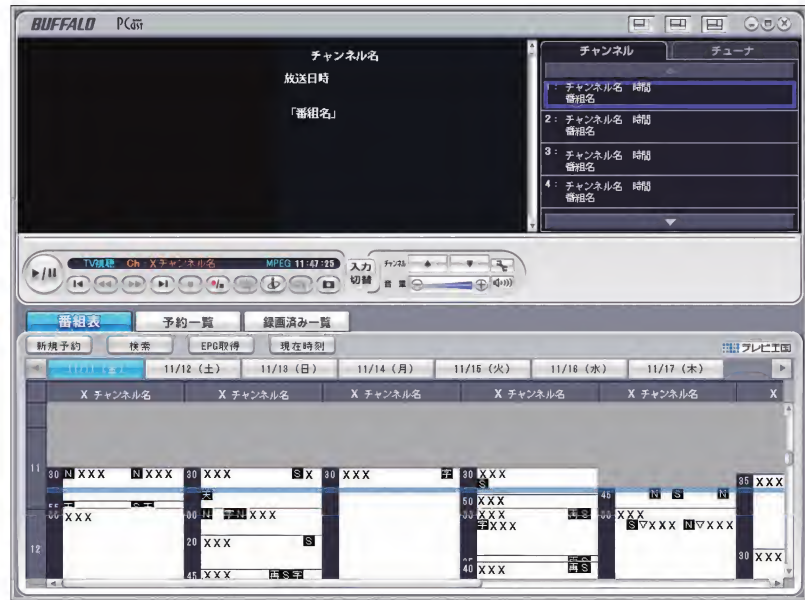 BUFFALO PCast
チャンネル名
放送日時
「番組名」
チャンネル チューナ
1： チャンネル名 時間
番組名
2： チャンネル名 時間
番組名
3： チャンネル名 時間
番組名
4： チャンネル名 時間
番組名
TV視聴 Ch X チャンネル名 MPEG 11:47:25
入力
切替
チャンネル
音量
番組表 予約一覧 録画済み一覧
新規予約 検索 EPG取得 現在時刻
テレビ王国
11/11 (金) 11/12 (土) 11/13 (日) 11/14 (月) 11/15 (火) 11/16 (水) 11/17 (木)
X チャンネル名 X チャンネル名 X チャンネル名 X チャンネル名 X チャンネル名 X
11
30 N XXX N XXX 30 XXX S X 30 XXX 字 30 XXX
S
35 XXX
天
45 N S N
50 XXX
55
00 XXX 00 N 字 N XXX 00 XXX 再 S 00 XXX
字 XXX S ▽XXX N ▽XXX
12
20 XXX S
30 XXX
40 XXX 再 S
45 XXX 再 S 字